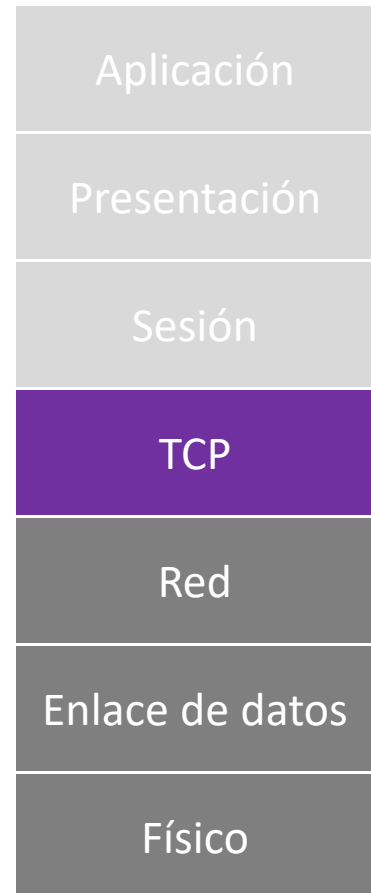 Aplicación
Presentación
Sesión
TCP
Red
Enlace de datos
Físico